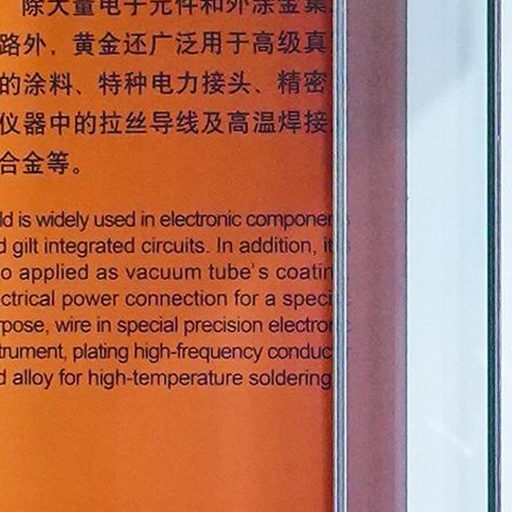 除大量电子元件和外涂金集
路外，黄金还广泛用于高级真
的涂料、特种电力接头、精密
仪器中的拉丝导线及高温焊接
合金等。
ld is widely used in electronic componen
d gilt integrated circuits. In addition, it
o applied as vacuum tube's coatin
ctrical power connection for a speci
rpose, wire in special precision electron
trument, plating high-frequency conduc
d alloy for high-temperature soldering